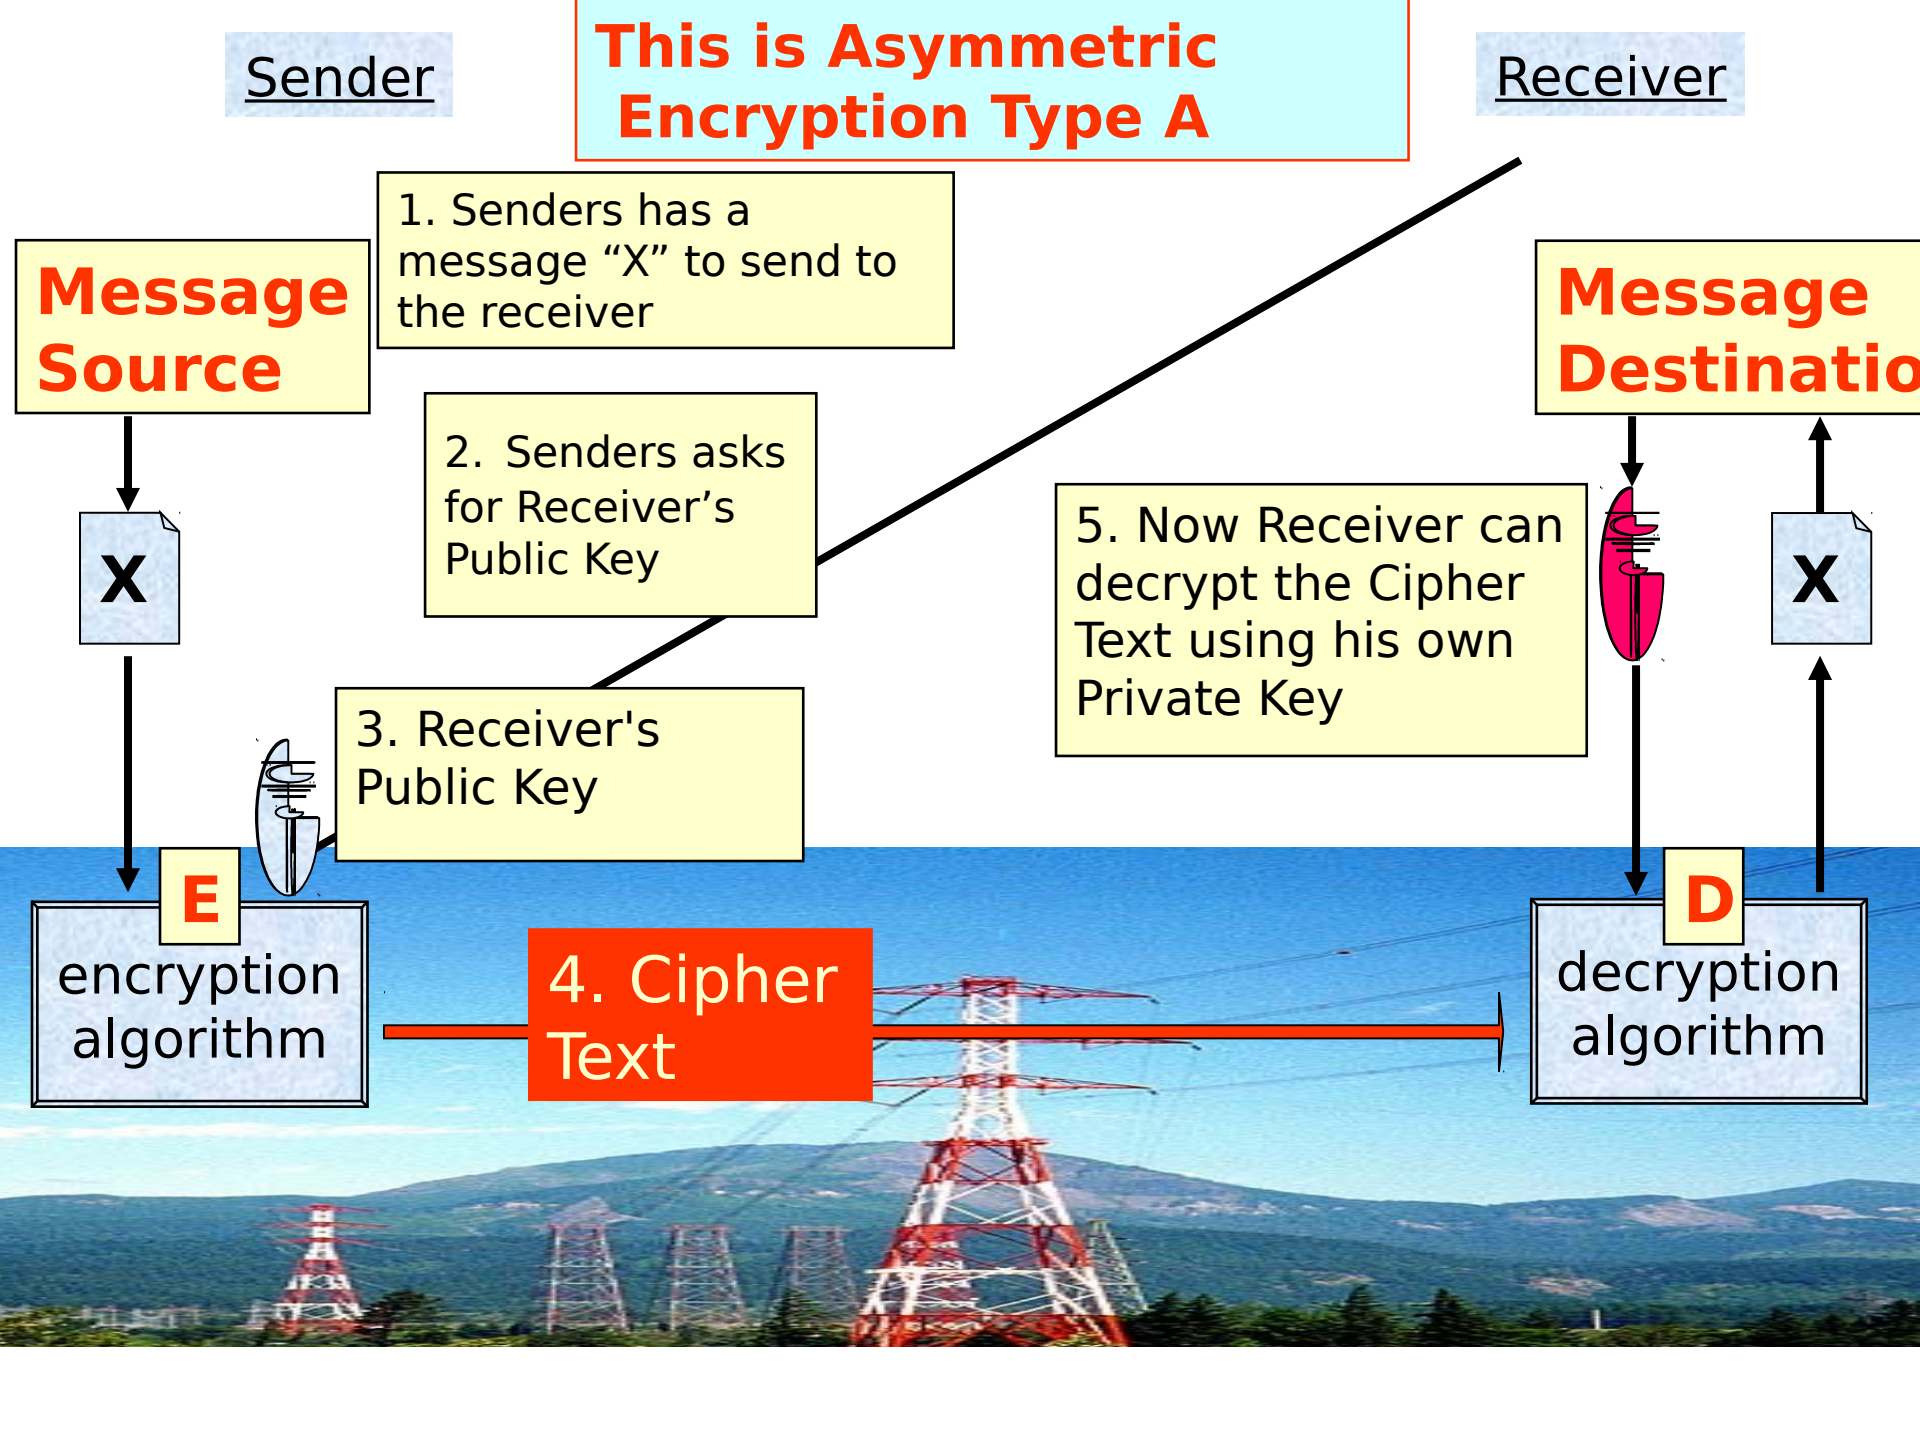 This is Asymmetric
Encryption Type A
Sender
Receiver
1. Senders has a
message “X” to send to
the receiver
Message
Source
Message
Destinatio
2. Senders asks
for Receiver’s
Public Key
5. Now Receiver can
decrypt the Cipher
Text using his own
Private Key
X
X
3. Receiver's
Public Key
E
D
encryption
algorithm
4. Cipher
Text
decryption
algorithm